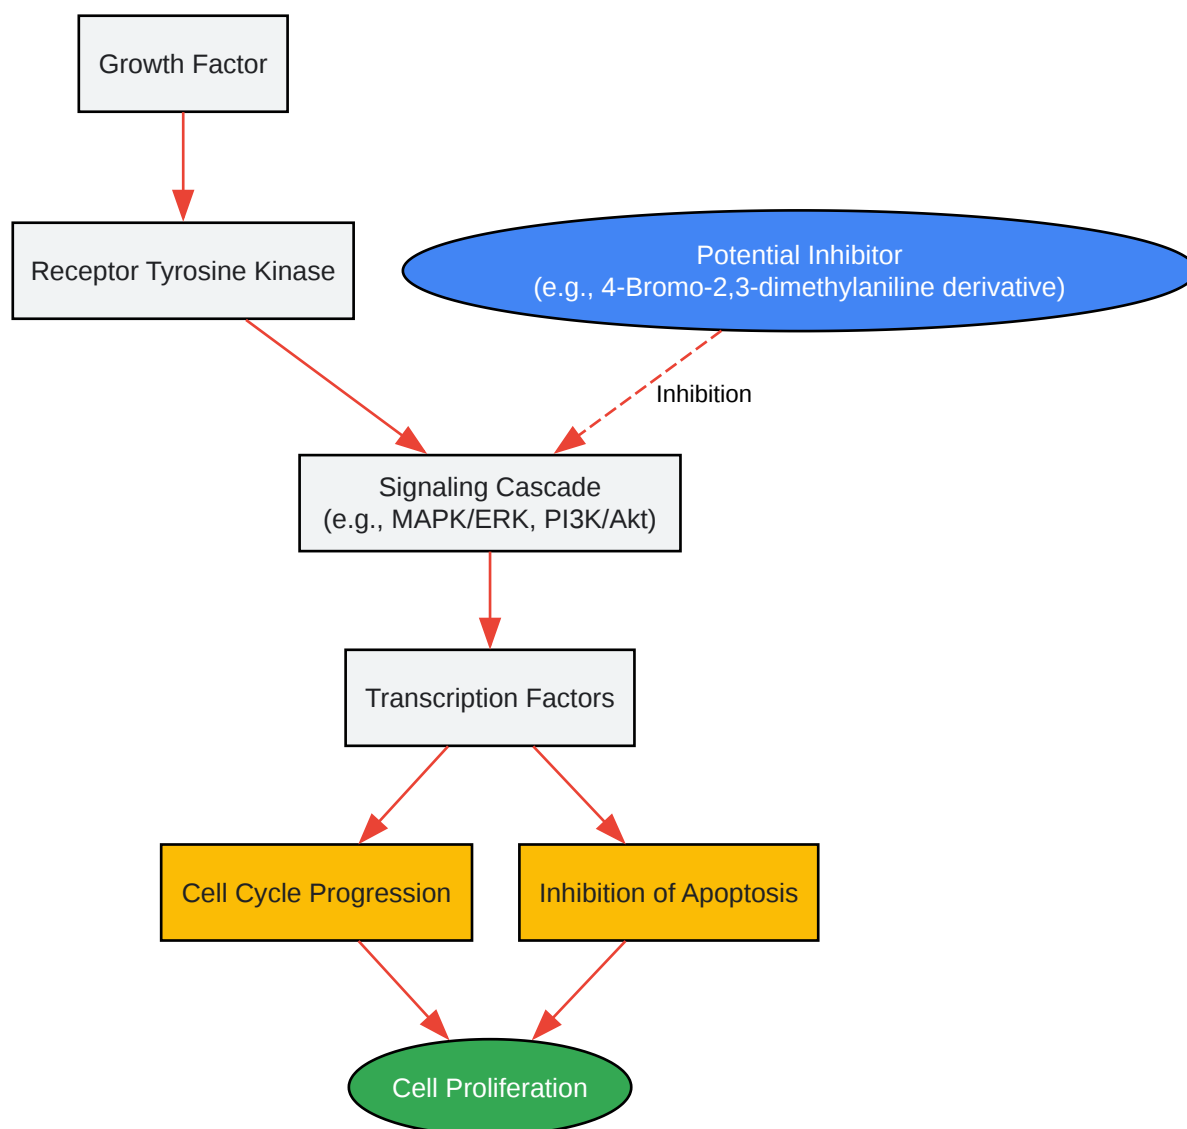 Growth Factor
Receptor Tyrosine Kinase
Potential Inhibitor
(e.g., 4-Bromo-2,3-dimethylaniline derivative)
Inhibition
Signaling Cascade
(e.g., MAPK/ERK, PI3K/Akt)
Transcription Factors
Cell Cycle Progression
Inhibition of Apoptosis
Cell Proliferation